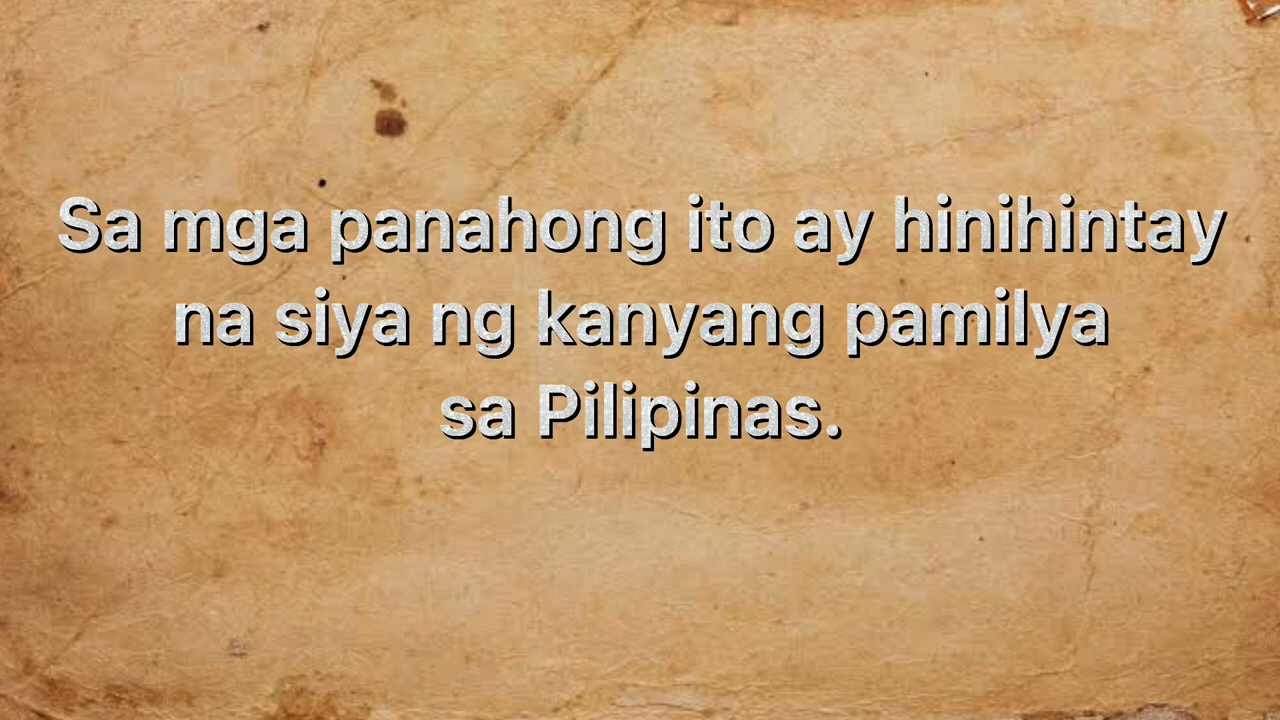 Sa mga panahong ito ay hinihintay
na siya ng kanyang pamilya
sa Pilipinas.